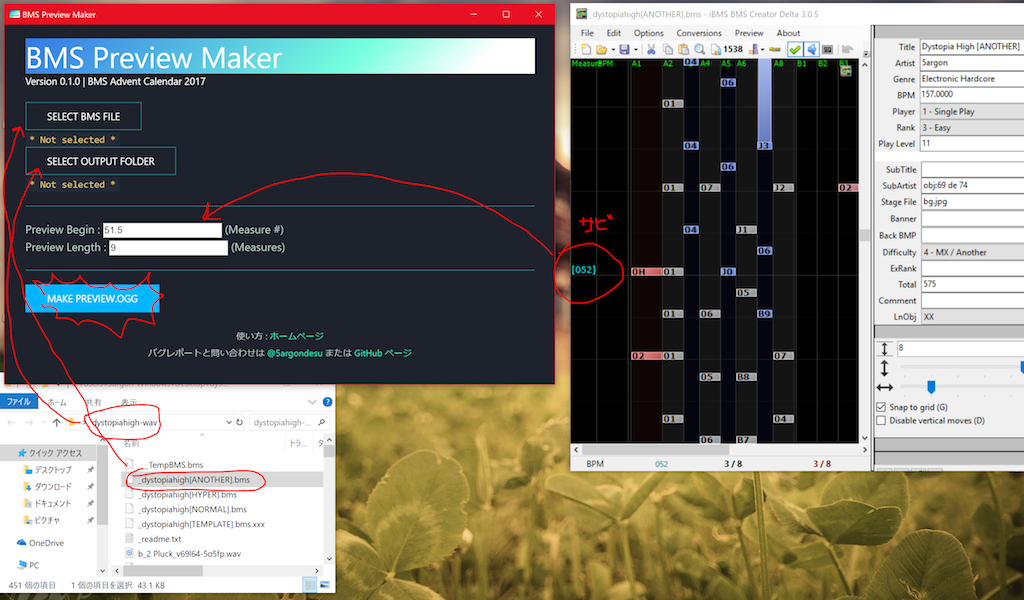 BMS Preview Maker
BMS Preview Maker
Version 0.1.0 | BMS Advent Calendar 2017
SELECT BMS FILE
* Not selected *
SELECT OUTPUT FOLDER
* Not selected *
Preview Begin : 51.5 (Measure #)
Preview Length : 9 (Measures)
MAKE PREVIEW.OGG
使い方 : ホームページ
バグレポートと問い合わせは @5argondesu または GitHub ページ
ファイル ホーム 共有 表示
dystopiahigh-wav
dystopiahigh-...
名前
トラ...
クイック アクセス
デスクトップ
ダウンロード
ドキュメント
ピクチャ
OneDrive
PC
___TempBMS.bms
_dystopiahigh[ANOTHER].bms
_dystopiahigh[HYPER].bms
_dystopiahigh[NORMAL].bms
_dystopiahigh[TEMPLATE].bms.xxx
_readme.txt
b_2 Pluck_v69l64-5o5fp.wav
451 個の項目 1 個の項目を選択 43.1 KB
_dystopiahigh[ANOTHER].bms - iBMS BMS Creator Delta 3.0.5
File Edit Options Conversions Preview About
1538
Measure BPM A1 A2 A3 A4 A5 A6 A8 B1 B2 B3
04
06
01
04 J3
06
01 07 J2 02
サビ
04 J1
06
[052] 0H 01 J0
05
01 06 B9
02 01 07
05 B8
01 04
06 B7
BPM 052 3 / 8 3 / 8
Title Dystopia High [ANOTHER]
Artist 5argon
Genre Electronic Hardcore
BPM 157.0000
Player 1 - Single Play
Rank 3 - Easy
Play Level 11
SubTitle
SubArtist obj:69 de 74
Stage File bg.jpg
Banner
Back BMP
Difficulty 4 - MX / Another
ExRank
Total 575
Comment
LnObj XX
8
Snap to grid (G)
Disable vertical moves (D)